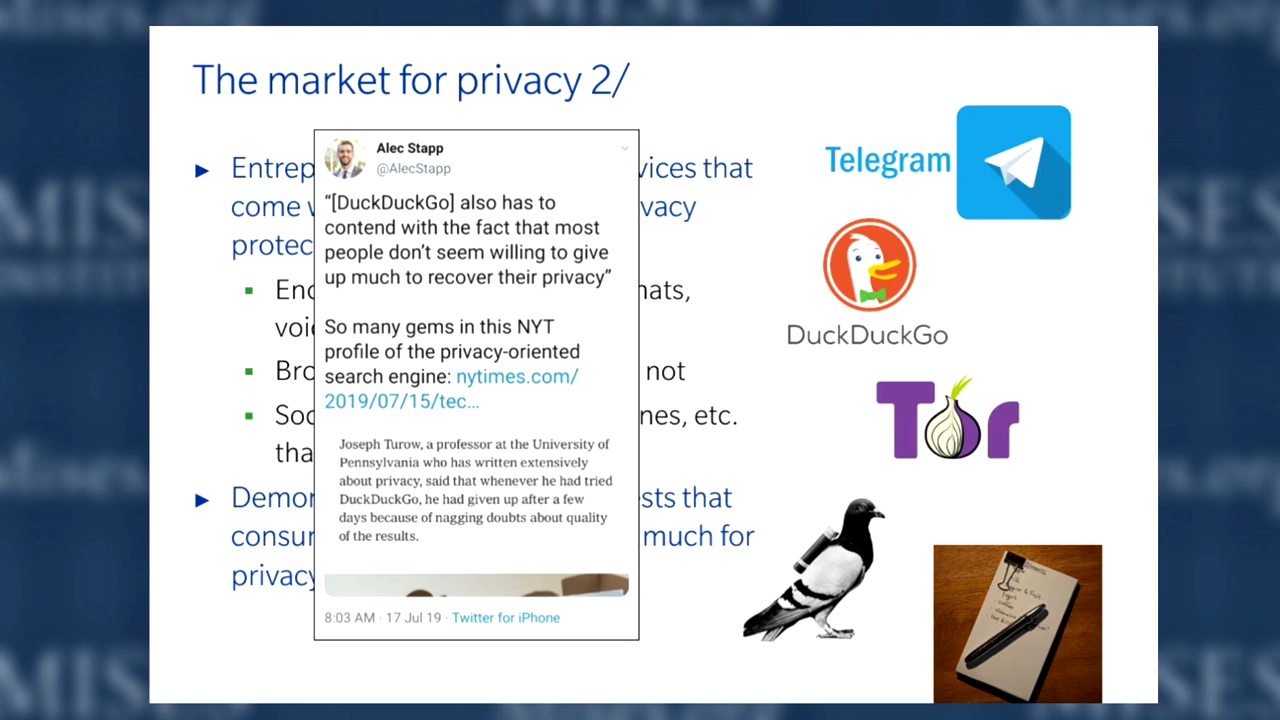 The market for privacy 2/
Entrep
vices that
come w
vacy
protec
Enc
hats,
voi
Bro
not
Soc
nes, etc.
tha
Demon
sts that
consu
much for
privacy
Alec Stapp
@AlecStapp
“[DuckDuckGo] also has to
contend with the fact that most
people don’t seem willing to give
up much to recover their privacy”
So many gems in this NYT
profile of the privacy-oriented
search engine: nytimes.com/
2019/07/15/tec...
Joseph Turow, a professor at the University of
Pennsylvania who has written extensively
about privacy, said that whenever he had tried
DuckDuckGo, he had given up after a few
days because of nagging doubts about quality
of the results.
8:03 AM · 17 Jul 19 · Twitter for iPhone
Telegram
DuckDuckGo
Tor
Mises.org
MISES